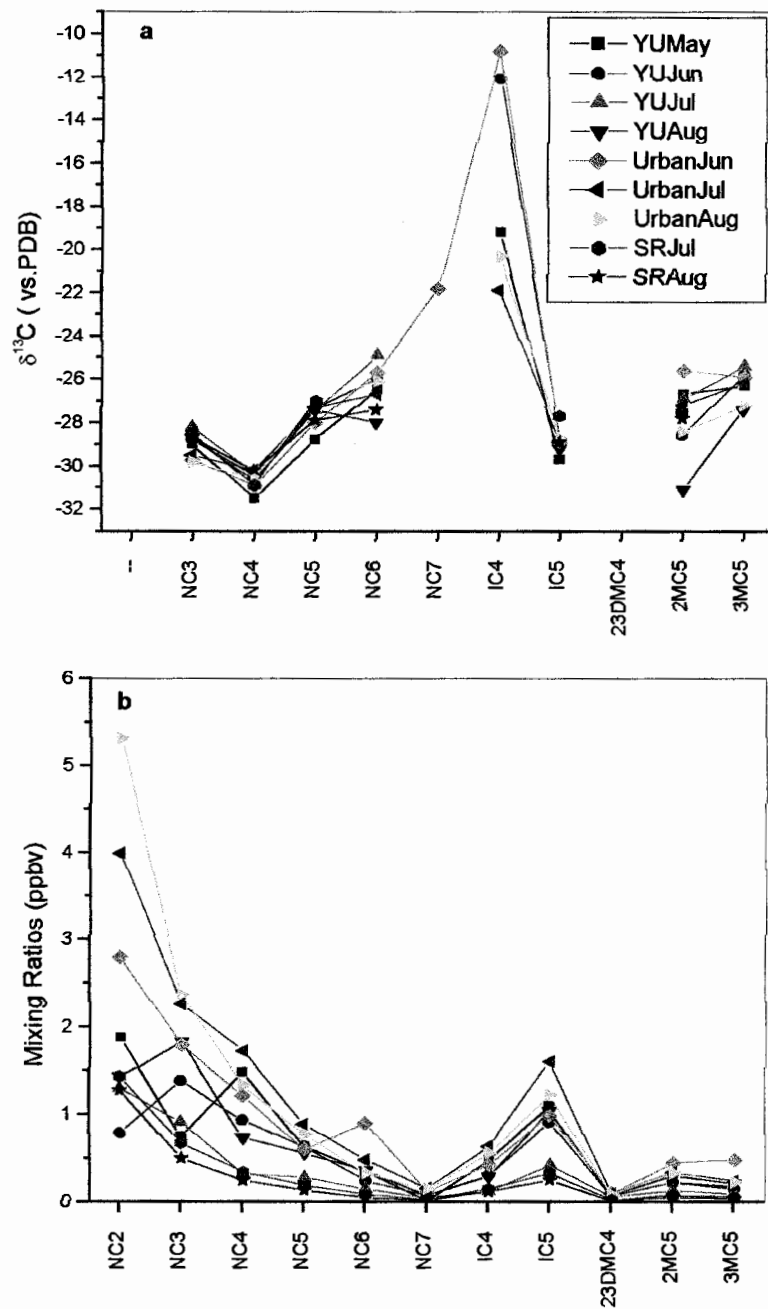 a
-10
-12
-14
-16
-18
-20
-22
-24
-26
-28
-30
-32
δ¹³C ( vs.PDB)
YUMay
YUJun
YUJul
YUAug
UrbanJun
UrbanJul
UrbanAug
SRJul
SRAug
--
NC3
NC4
NC5
NC6
NC7
IC4
IC5
23DMC4
2MC5
3MC5
b
6
5
4
3
2
1
0
Mixing Ratios (ppbv)
NC2
NC3
NC4
NC5
NC6
NC7
IC4
IC5
23DMC4
2MC5
3MC5